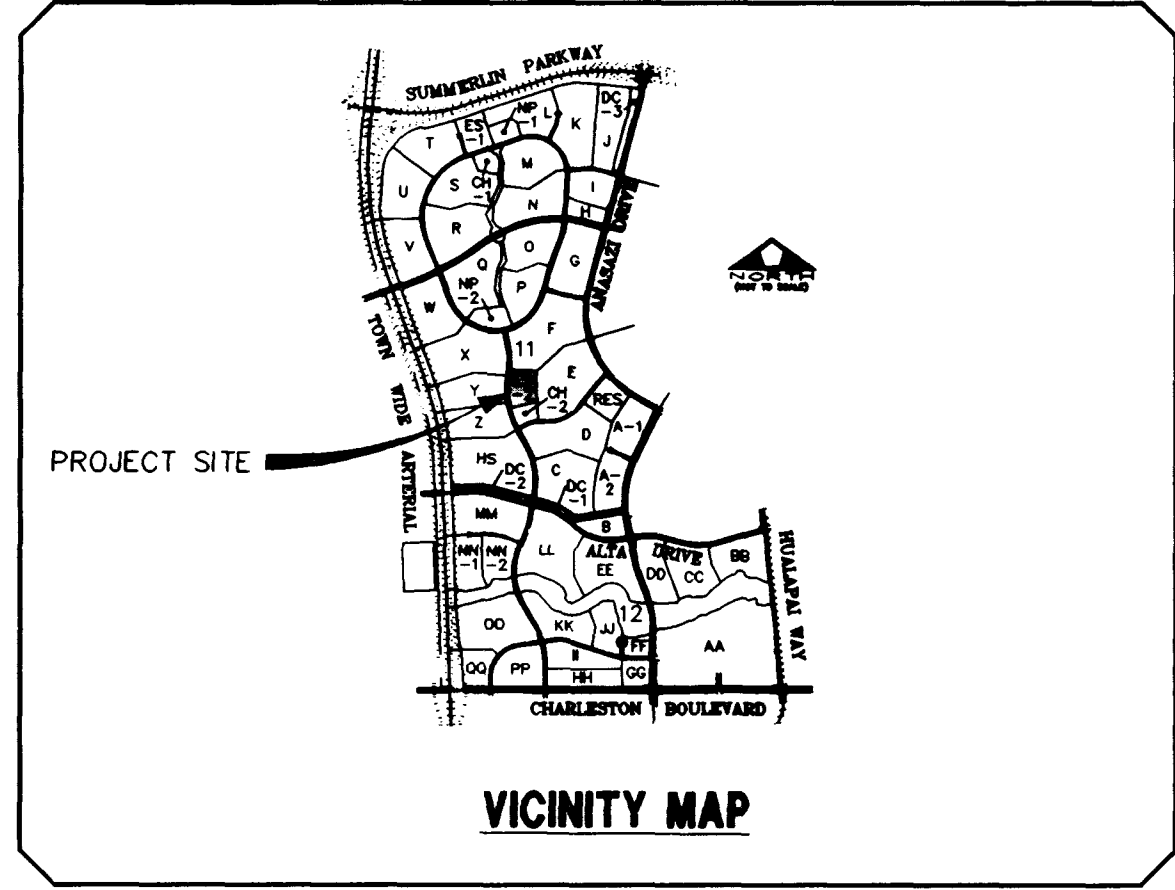 SUMMERLIN PARKWAY
DC
-3
NP
-1
L
K
ES
-1
T
J
M
S
CH
-1
I
U
N
H
R
V
O
G
ANASAZI DRIVE
Q
NP
-2
P
NORTH
(NOT TO SCALE)
W
F
TOWN WIDE ARTERIAL
11
X
E
Y
CH
-2
RES
Z
A-1
D
PROJECT SITE
HS
DC
-2
C
A-
2
DC
-1
MM
B
NN
-1
NN
-2
LL
ALTA DRIVE
EE
DD
CC
BB
HUALAPAI WAY
12
OO
KK
JJ
FF
AA
II
QQ
PP
HH
GG
CHARLESTON BOULEVARD
VICINITY MAP